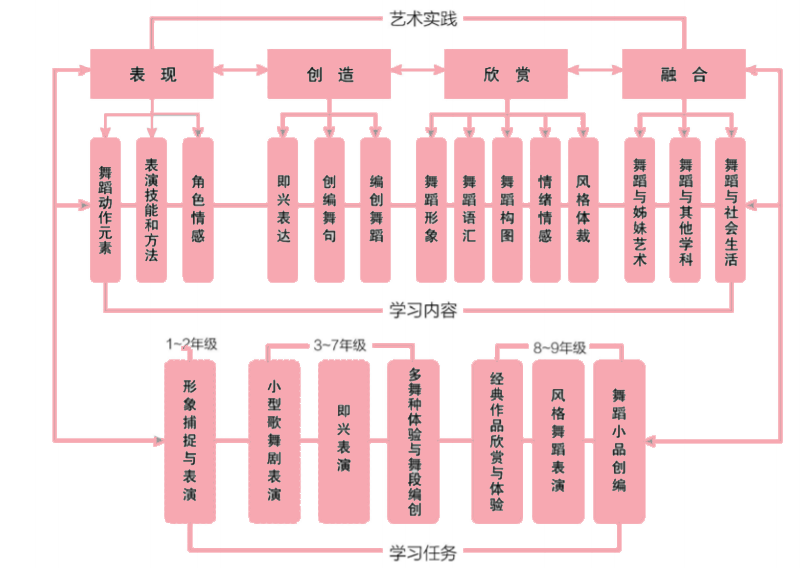 艺术实践
表 现
创 造
欣 赏
融 合
舞蹈动作元素
表演技能和方法
角色情感
即兴表达
创编舞句
编创舞蹈
舞蹈形象
舞蹈语汇
舞蹈构图
情绪情感
风格体裁
舞蹈与姊妹艺术
舞蹈与其他学科
舞蹈与社会生活
学习内容
1~2年级
3~7年级
8~9年级
形象捕捉与表演
小型歌舞剧表演
即兴表演
多舞种体验与舞段编创
经典作品欣赏与体验
风格舞蹈表演
舞蹈小品创编
学习任务